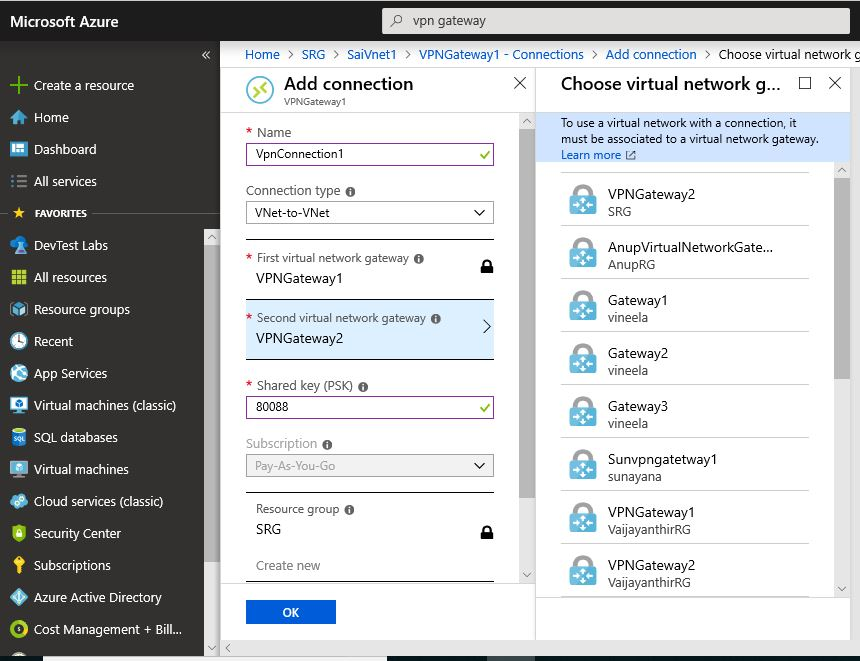 Microsoft Azure
vpn gateway
Home > SRG > SaiVnet1 > VPNGateway1 - Connections > Add connection > Choose virtual network g
«
Create a resource
Home
Dashboard
All services
FAVORITES
DevTest Labs
All resources
Resource groups
Recent
App Services
Virtual machines (classic)
SQL databases
Virtual machines
Cloud services (classic)
Security Center
Subscriptions
Azure Active Directory
Cost Management + Bill...
Add connection
VPNGateway1
* Name
VpnConnection1
Connection type
VNet-to-VNet
* First virtual network gateway
VPNGateway1
* Second virtual network gateway
VPNGateway2
* Shared key (PSK)
80088
Subscription
Pay-As-You-Go
Resource group
SRG
Create new
OK
Choose virtual network g...
To use a virtual network with a connection, it
must be associated to a virtual network gateway.
Learn more
VPNGateway2
SRG
AnupVirtualNetworkGate...
AnupRG
Gateway1
vineela
Gateway2
vineela
Gateway3
vineela
Sunvpngatetway1
sunayana
VPNGateway1
VaijayanthirRG
VPNGateway2
VaijayanthirRG